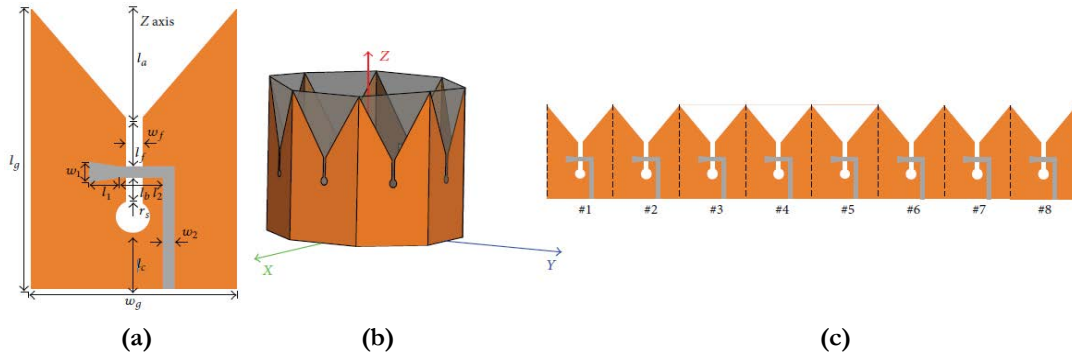 Z axis
l_a
w_f
l_f
l_g
w_1
l_1
l_b
l_2
r_s
w_2
l_c
w_g
(a)
Z
X
Y
(b)
#1 #2 #3 #4 #5 #6 #7 #8
(c)